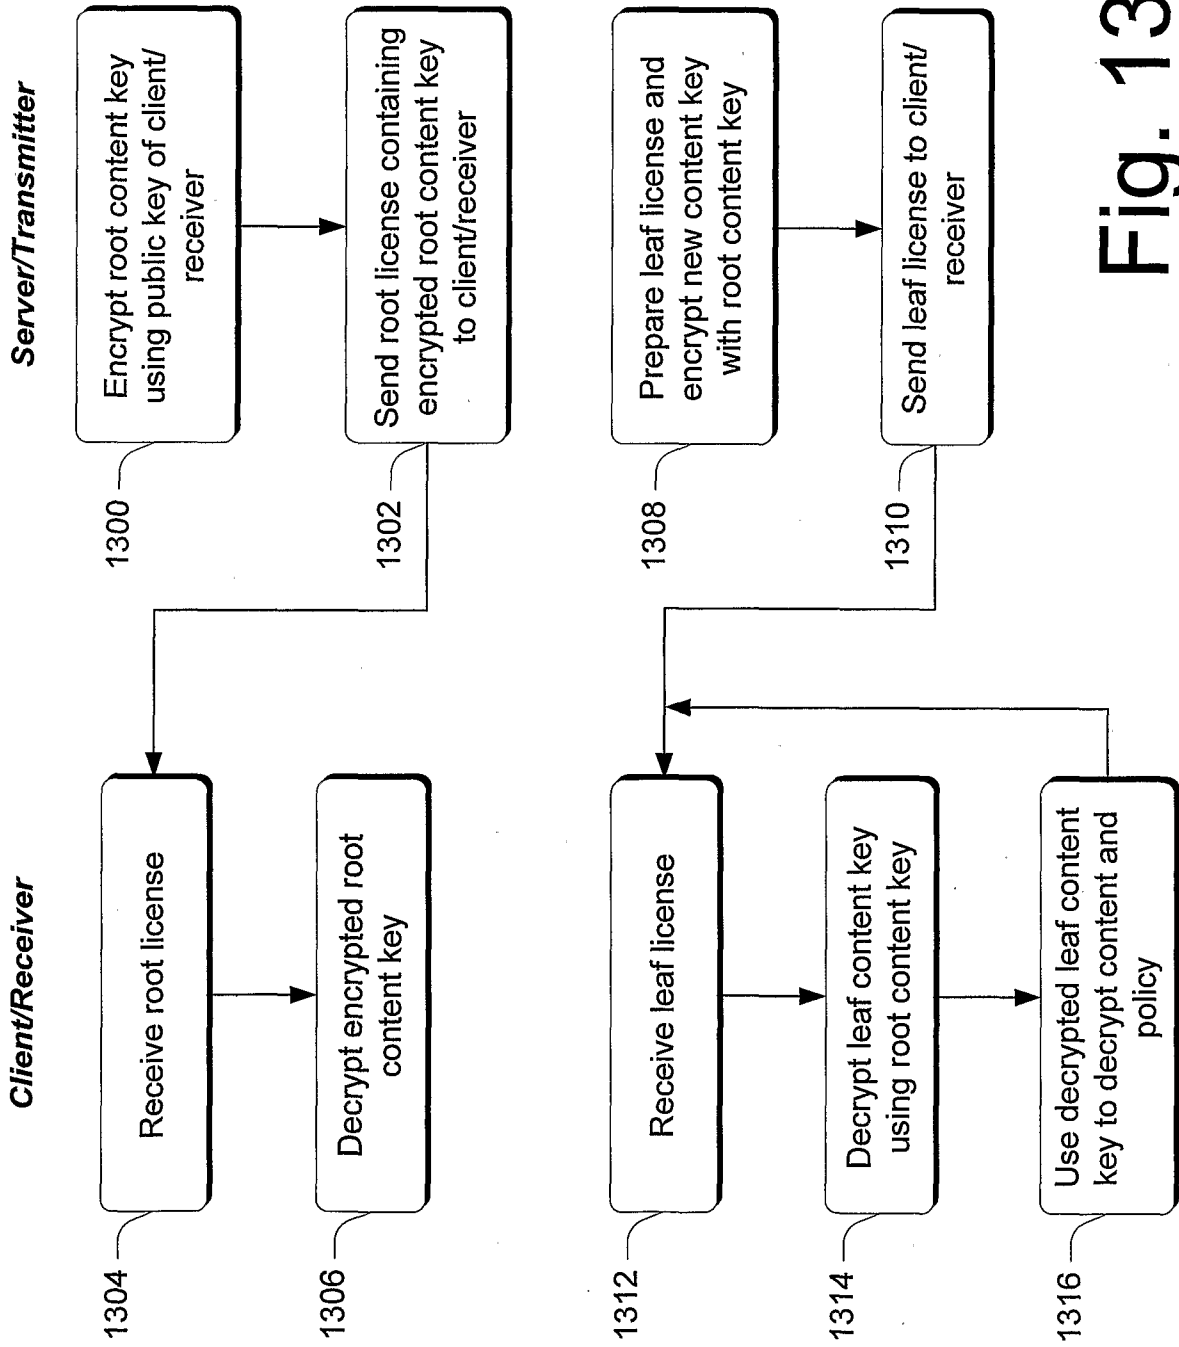 Client/Receiver
Server/Transmitter
1300
Encrypt root content key
using public key of client/
receiver
1302
Send root license containing
encrypted root content key
to client/receiver
1304
Receive root license
1306
Decrypt encrypted root
content key
1308
Prepare leaf license and
encrypt new content key
with root content key
1310
Send leaf license to client/
receiver
1312
Receive leaf license
1314
Decrypt leaf content key
using root content key
1316
Use decrypted leaf content
key to decrypt content and
policy
Fig. 13